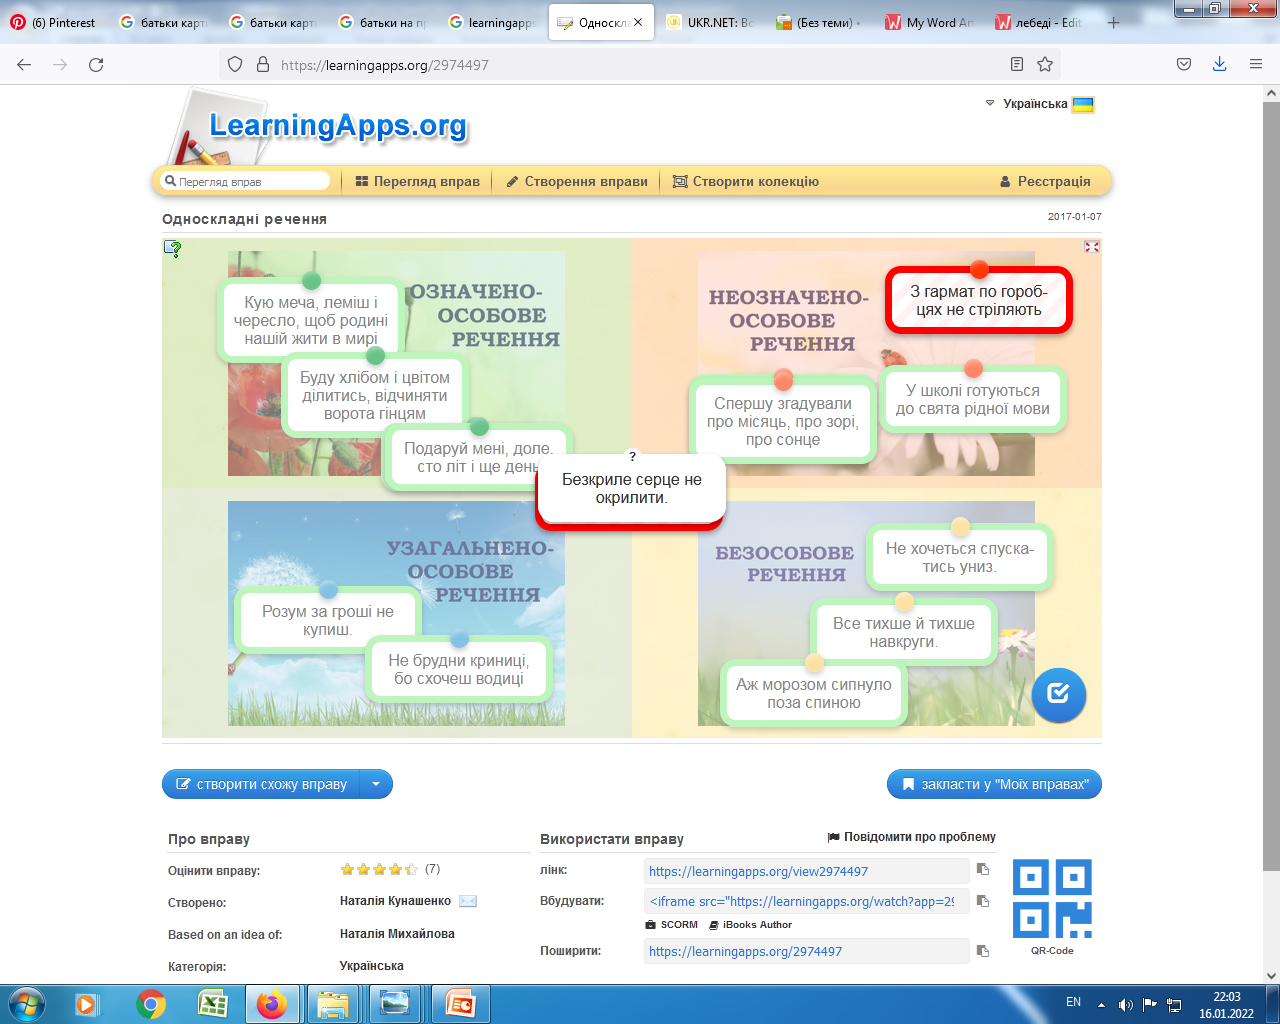 (6) Pinterest
батьки карти
батьки карти
батьки на пр
learningapps
Односкла
UKR.NET: Вс
(Без теми) •
My Word Art
лебеді - Edit
https://learningapps.org/2974497
Українська
LearningApps.org
Перегляд вправ
Перегляд вправ
Створення вправи
Створити колекцію
Реєстрація
Односкладні речення
2017-01-07
ОЗНАЧЕНО-
ОСОБОВЕ
РЕЧЕННЯ
Кую меча, леміш і
чересло, щоб родині
нашій жити в мирі
Буду хлібом і цвітом
ділитись, відчиняти
ворота гінцям
Подаруй мені, доле,
сто літ і ще день
НЕОЗНАЧЕНО-
ОСОБОВЕ
РЕЧЕННЯ
З гармат по гороб-
цях не стріляють
У школі готуються
до свята рідної мови
Спершу згадували
про місяць, про зорі,
про сонце
?
Безкриле серце не
окрилити.
УЗАГАЛЬНЕНО-
ОСОБОВЕ
РЕЧЕННЯ
Розум за гроші не
купиш.
Не брудни криниці,
бо схочеш водиці
БЕЗОСОБОВЕ
РЕЧЕННЯ
Не хочеться спуска-
тись униз.
Все тихше й тихше
навкруги.
Аж морозом сипнуло
поза спиною
створити схожу вправу
закласти у "Моїх вправах"
Про вправу
Оцінити вправу:
(7)
Створено:
Наталія Кунашенко
Based on an idea of:
Наталія Михайлова
Категорія:
Українська
Використати вправу
Повідомити про проблему
лінк:
https://learningapps.org/view2974497
Вбудувати:
<iframe src="https://learningapps.org/watch?app=29
SCORM
iBooks Author
Поширити:
https://learningapps.org/2974497
QR-Code
EN
22:03
16.01.2022